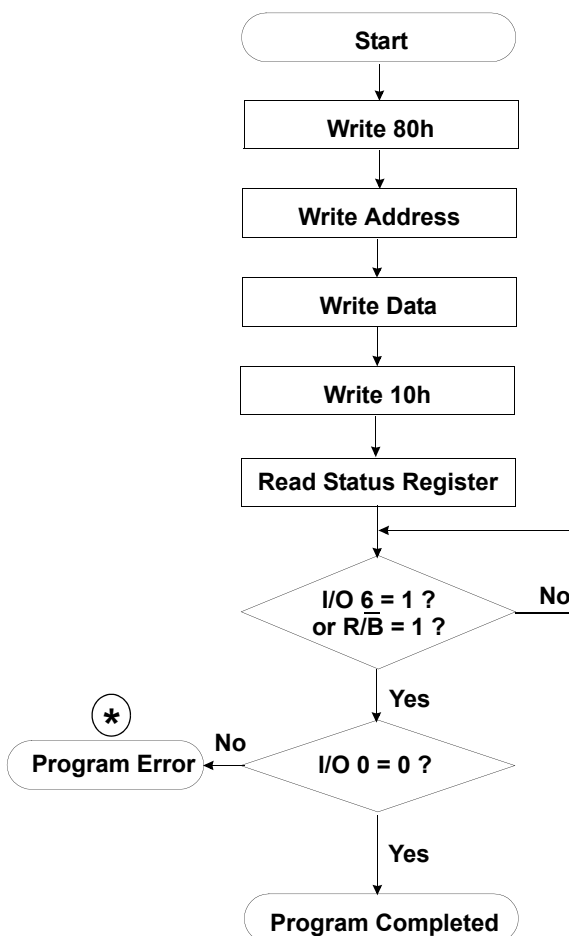 Start
Write 80h
Write Address
Write Data
Write 10h
Read Status Register
I/O 6 = 1 ?
or R/B̅ = 1 ?
No
Yes
*
No
Program Error
I/O 0 = 0 ?
Yes
Program Completed